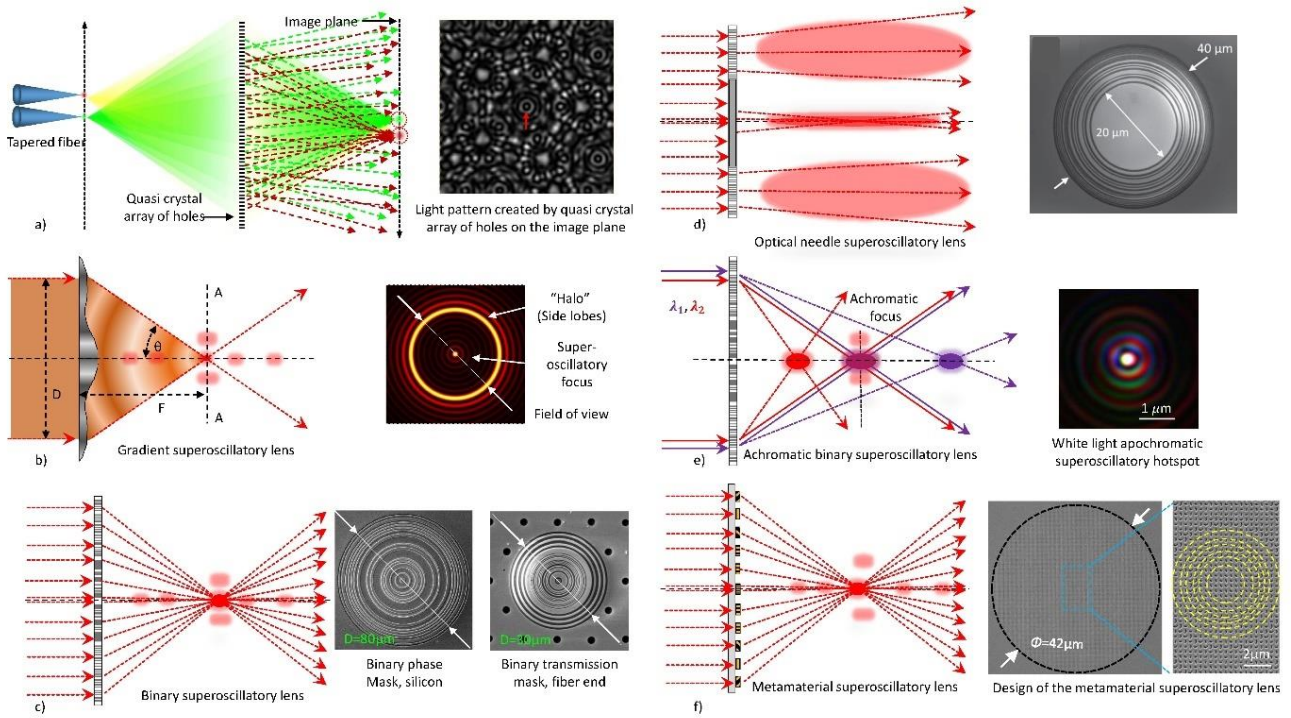 Image plane
Tapered fiber
Quasi crystal
array of holes
a)
Light pattern created by quasi crystal
array of holes on the image plane
A
θ
D
F
A
Gradient superoscillatory lens
b)
"Halo"
(Side lobes)
Super-
oscillatory
focus
Field of view
D=80μm
D=30μm
Binary phase
Mask, silicon
Binary transmission
mask, fiber end
Binary superoscillatory lens
c)
40 μm
20 μm
d)
Optical needle superoscillatory lens
λ1, λ2
Achromatic
focus
Achromatic binary superoscillatory lens
e)
1 μm
White light apochromatic
superoscillatory hotspot
Metamaterial superoscillatory lens
f)
Φ=42μm
2μm
Design of the metamaterial superoscillatory lens